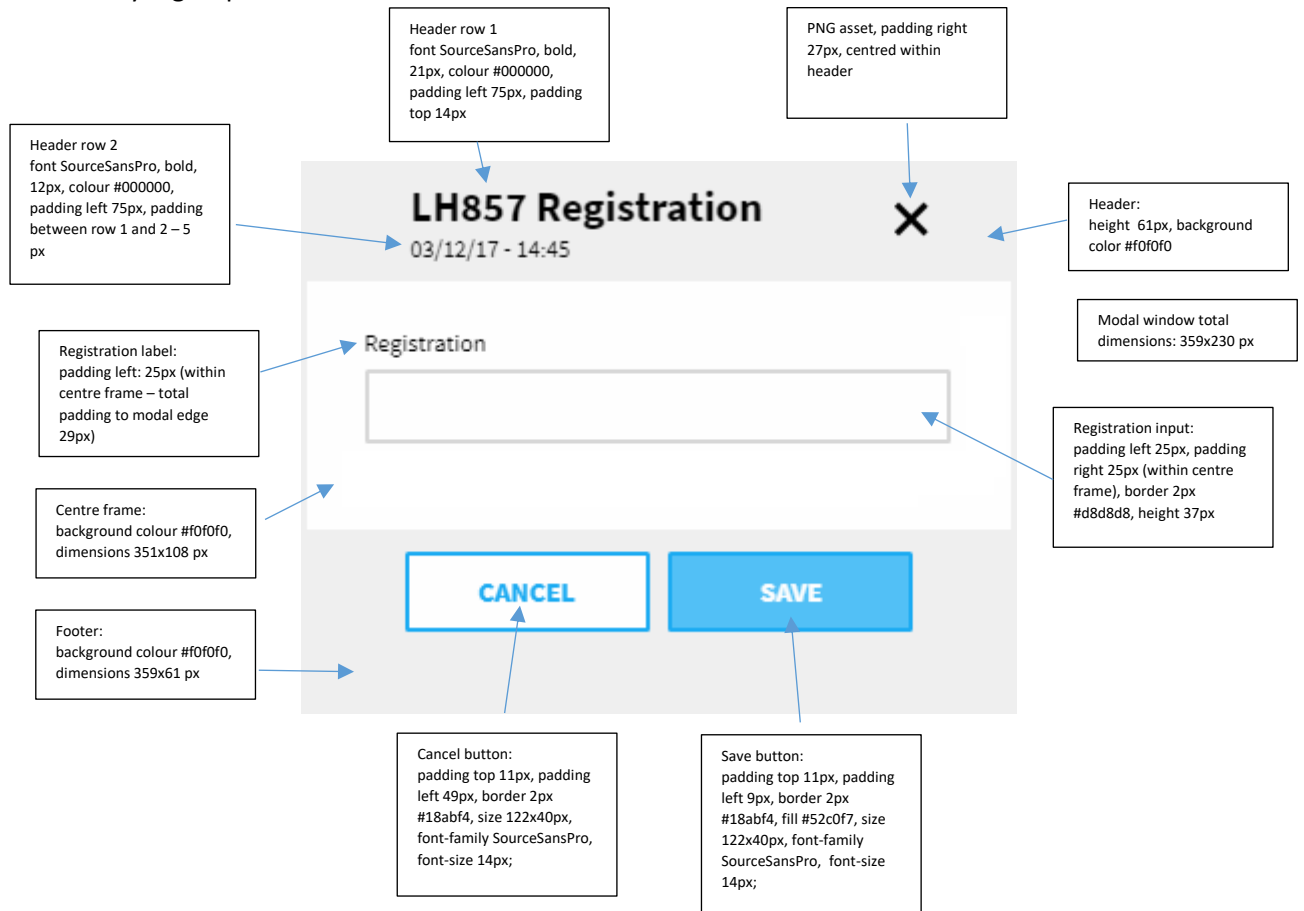 Header row 1
font SourceSansPro, bold,
21px, colour #000000,
padding left 75px, padding
top 14px
PNG asset, padding right
27px, centred within
header
Header row 2
font SourceSansPro, bold,
12px, colour #000000,
padding left 75px, padding
between row 1 and 2 – 5
px
LH857 Registration
03/12/17 - 14:45
Header:
height  61px, background
color #f0f0f0
Modal window total
dimensions: 359x230 px
Registration label:
padding left: 25px (within
centre frame – total
padding to modal edge
29px)
Registration
Registration input:
padding left 25px, padding
right 25px (within centre
frame), border 2px
#d8d8d8, height 37px
Centre frame:
background colour #f0f0f0,
dimensions 351x108 px
CANCEL
SAVE
Footer:
background colour #f0f0f0,
dimensions 359x61 px
Cancel button:
padding top 11px, padding
left 49px, border 2px
#18abf4, size 122x40px,
font-family SourceSansPro,
font-size 14px;
Save button:
padding top 11px, padding
left 9px, border 2px
#18abf4, fill #52c0f7, size
122x40px, font-family
SourceSansPro,  font-size
14px;